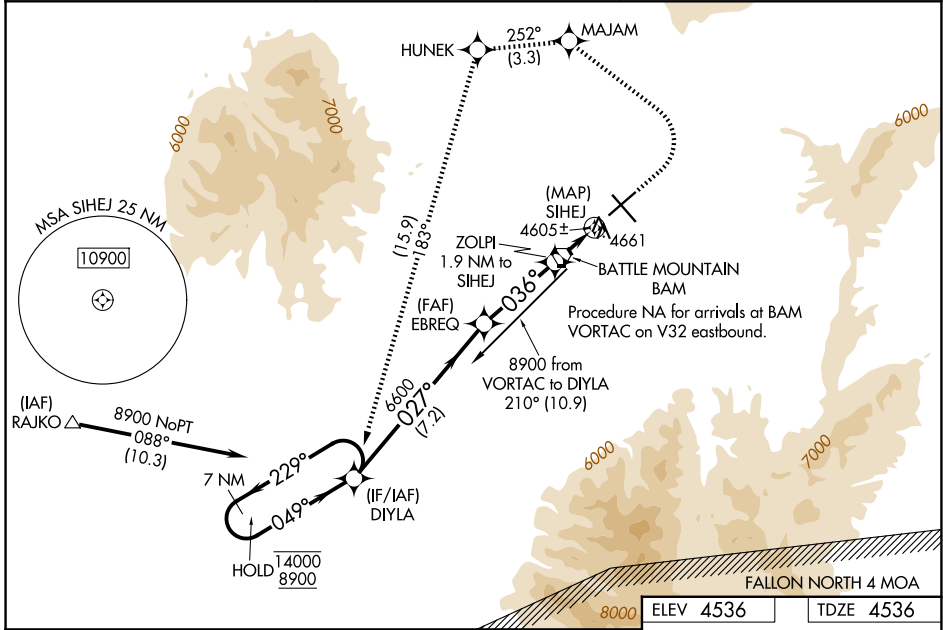 HUNEK
252°
(3.3)
MAJAM
6000
7000
6000
MSA SIHEJ 25 NM
10900
(15.9)
183°
(MAP)
SIHEJ
4605±
4661
ZOLPI
1.9 NM to
SIHEJ
BATTLE MOUNTAIN
BAM
Procedure NA for arrivals at BAM
VORTAC on V32 eastbound.
036°
(FAF)
EBREQ
8900 from
VORTAC to DIYLA
210° (10.9)
6600
027°
(7.2)
(IAF)
RAJKO
8900 NoPT
088°
(10.3)
7 NM
229°
049°
(IF/IAF)
DIYLA
HOLD
14000
8900
6000
7000
8000
FALLON NORTH 4 MOA
ELEV 4536
TDZE 4536